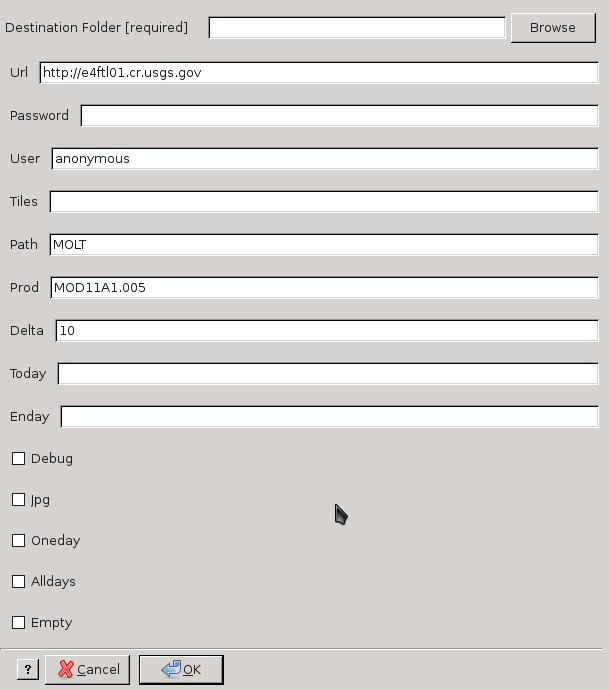 Destination Folder [required] Browse
Url http://e4ftl01.cr.usgs.gov
Password
User anonymous
Tiles
Path MOLT
Prod MOD11A1.005
Delta 10
Today
Enday
Debug
Jpg
Oneday
Alldays
Empty
? Cancel OK